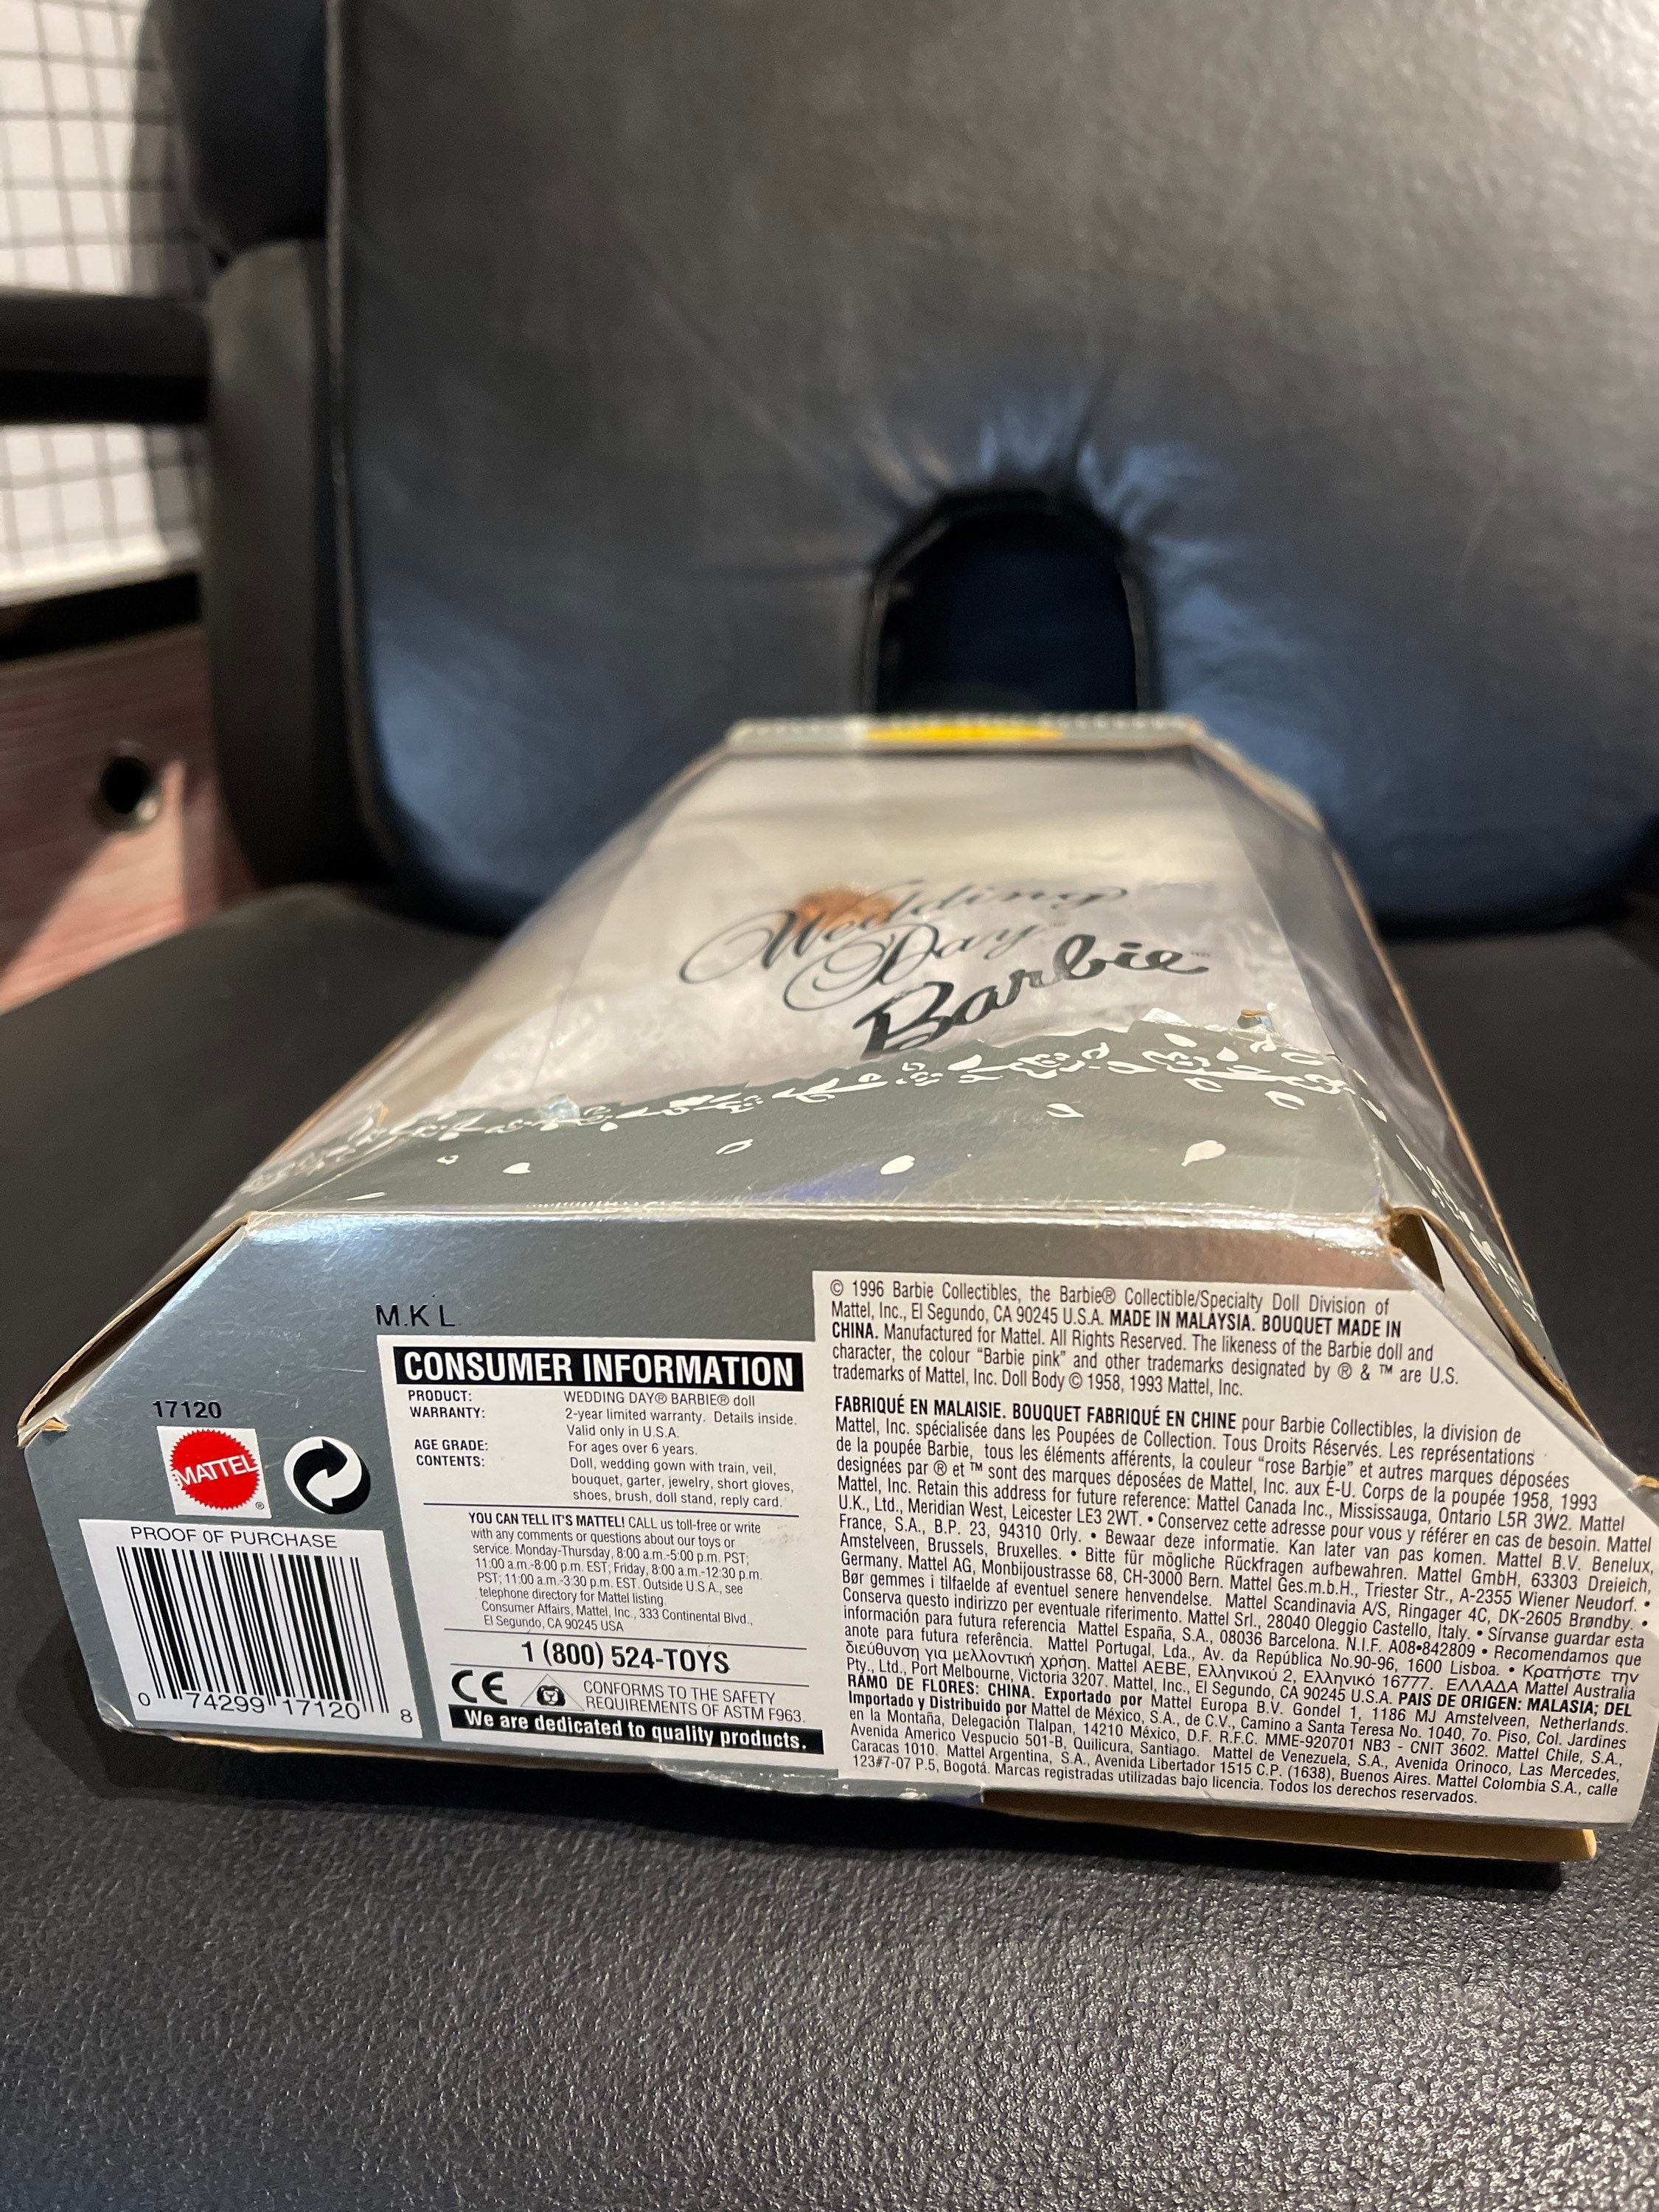 Wedding
Day™
Barbie™
M.K L.
17120
MATTEL
®
PROOF OF PURCHASE
0 74299 17120 8
CONSUMER INFORMATION
PRODUCT: WEDDING DAY® BARBIE® doll
WARRANTY: 2-year limited warranty. Details inside.
Valid only in U.S.A.
AGE GRADE: For ages over 6 years.
CONTENTS: Doll, wedding gown with train, veil,
bouquet, garter, jewelry, short gloves,
shoes, brush, doll stand, reply card.
YOU CAN TELL IT'S MATTEL! CALL us toll-free or write
with any comments or questions about our toys or
service. Monday-Thursday, 8:00 a.m.-5:00 p.m. PST;
11:00 a.m.-8:00 p.m. EST; Friday, 8:00 a.m.-12:30 p.m.
PST; 11:00 a.m.-3:30 p.m. EST. Outside U.S.A., see
telephone directory for Mattel listing.
Consumer Affairs, Mattel, Inc., 333 Continental Blvd.,
El Segundo, CA 90245 USA
1 (800) 524-TOYS
CE
CONFORMS TO THE SAFETY
REQUIREMENTS OF ASTM F963.
We are dedicated to quality products.
© 1996 Barbie Collectibles, the Barbie® Collectible/Specialty Doll Division of
Mattel, Inc., El Segundo, CA 90245 U.S.A. MADE IN MALAYSIA. BOUQUET MADE IN
CHINA. Manufactured for Mattel. All Rights Reserved. The likeness of the Barbie doll and
character, the colour "Barbie pink" and other trademarks designated by ® & ™ are U.S.
trademarks of Mattel, Inc. Doll Body © 1958, 1993 Mattel, Inc.
FABRIQUÉ EN MALAISIE. BOUQUET FABRIQUÉ EN CHINE pour Barbie Collectibles, la division de
Mattel, Inc. spécialisée dans les Poupées de Collection. Tous Droits Réservés. Les représentations
de la poupée Barbie, tous les éléments afférents, la couleur "rose Barbie" et autres marques déposées
désignées par ® et ™ sont des marques déposées de Mattel, Inc. aux É-U. Corps de la poupée 1958, 1993
Mattel, Inc. Retain this address for future reference: Mattel Canada Inc., Mississauga, Ontario L5R 3W2. Mattel
U.K., Ltd., Meridian West, Leicester LE3 2WT. • Conservez cette adresse pour vous y référer en cas de besoin. Mattel
France, S.A., B.P. 23, 94310 Orly. • Bewaar deze informatie. Kan later van pas komen. Mattel B.V. Benelux,
Amstelveen, Brussels, Bruxelles. • Bitte für mögliche Rückfragen aufbewahren. Mattel GmbH, 63303 Dreieich,
Germany. Mattel AG, Monbijoustrasse 68, CH-3000 Bern. Mattel Ges.m.b.H., Triester Str., A-2355 Wiener Neudorf. •
Bør gemmes i tilfaelde af eventuel senere henvendelse. Mattel Scandinavia A/S, Ringager 4C, DK-2605 Brøndby. •
Conserva questo indirizzo per eventuale riferimento. Mattel Srl., 28040 Oleggio Castello, Italy. • Sírvanse guardar esta
información para futura referencia Mattel España, S.A., 08036 Barcelona. N.I.F. A08•842809 • Recomendamos que
anote para futura referência. Mattel Portugal, Lda., Av. da República No.90-96, 1600 Lisboa. • Κρατήστε την
διεύθυνση για μελλοντική χρήση. Mattel AEBE, Ελληνικού 2, Ελληνικό 16777. ΕΛΛΑΔΑ Mattel Australia
Pty., Ltd., Port Melbourne, Victoria 3207. Mattel, Inc., El Segundo, CA 90245 U.S.A. PAIS DE ORIGEN: MALASIA; DEL
RAMO DE FLORES: CHINA. Exportado por Mattel Europa B.V. Gondel 1, 1186 MJ Amstelveen, Netherlands.
Importado y Distribuido por Mattel de México, S.A., de C.V., Camino a Santa Teresa No. 1040, 7o. Piso, Col. Jardines
en la Montaña, Delegación Tlalpan, 14210 México, D.F. R.F.C. MME-920701 NB3 - CNIT 3602. Mattel Chile, S.A.,
Avenida Americo Vespucio 501-B, Quilicura, Santiago. Mattel de Venezuela, S.A., Avenida Orinoco, Las Mercedes,
Caracas 1010. Mattel Argentina, S.A., Avenida Libertador 1515 C.P. (1638), Buenos Aires. Mattel Colombia S.A., calle
123#7-07 P.5, Bogotá. Marcas registradas utilizadas bajo licencia. Todos los derechos reservados.